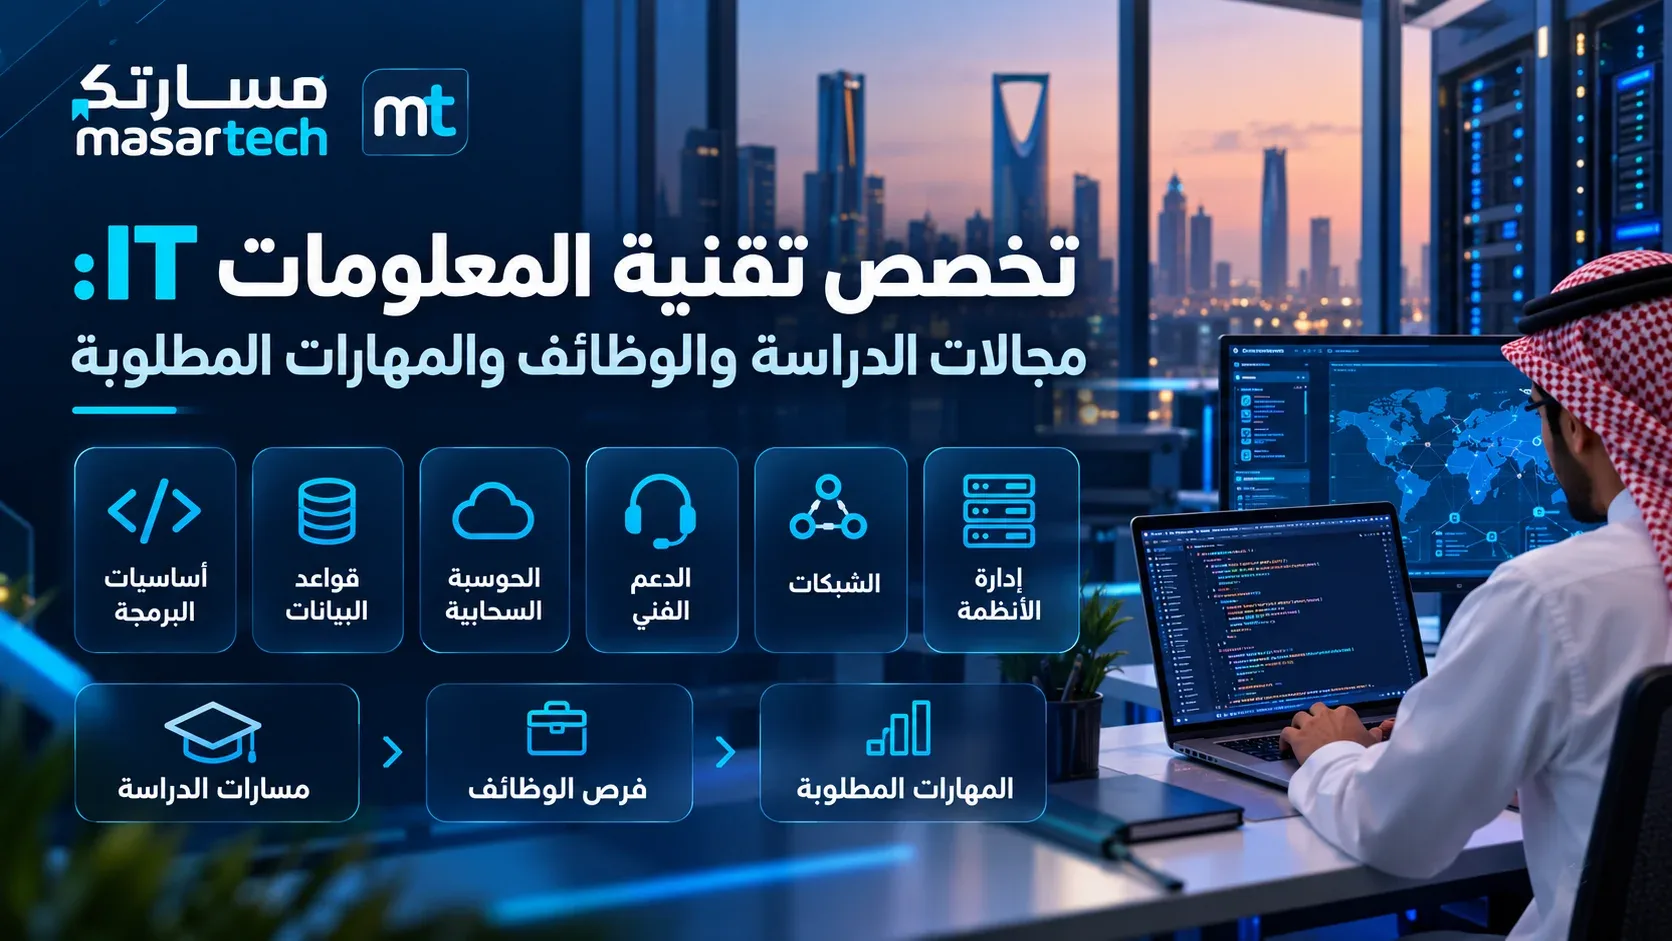 مسارتك
masartech
mt
تخصص تقنية المعلومات IT:
مجالات الدراسة والوظائف والمهارات المطلوبة
إدارة
الأنظمة
الشبكات
الدعم
الفني
الحوسبة
السحابية
قواعد
البيانات
أساسيات
البرمجة
مسارات الدراسة
فرص الوظائف
المهارات المطلوبة